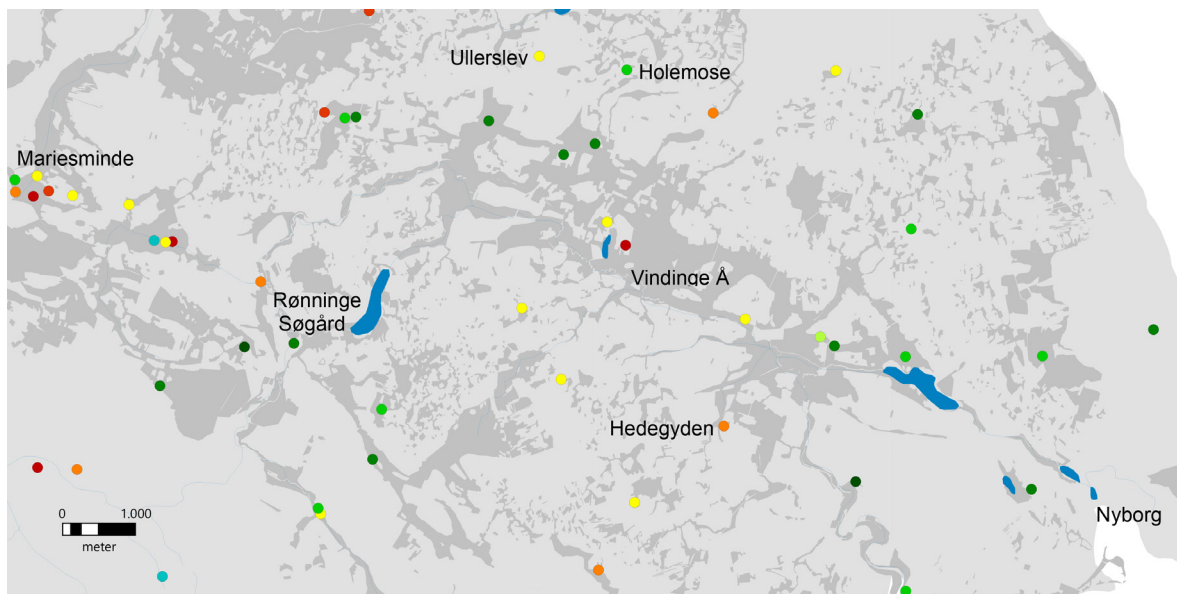 Ullerslev
Holemose
Mariesminde
Vindinge Å
Rønninge
Søgård
Hedegyden
0 1.000
meter
Nyborg